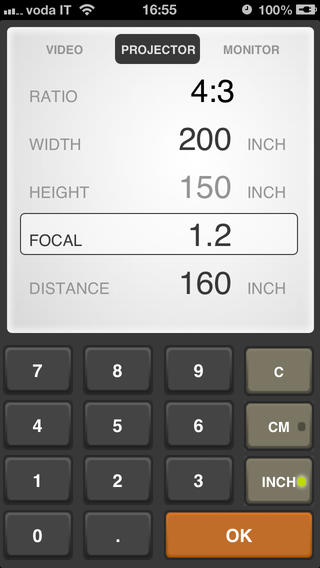 voda IT 16:55 100%
VIDEO PROJECTOR MONITOR
RATIO 4:3
WIDTH 200 INCH
HEIGHT 150 INCH
FOCAL 1.2
DISTANCE 160 INCH
7 8 9 C
4 5 6 CM
1 2 3 INCH
0 . OK